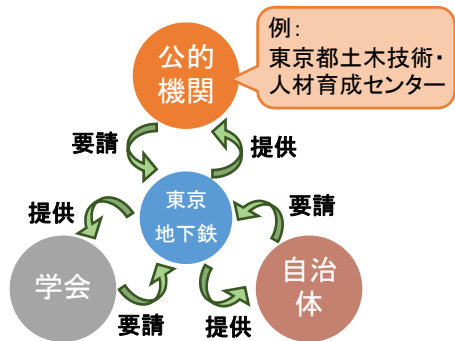 公的
機関
例：
東京都土木技術・
人材育成センター
要請
提供
東京
地下鉄
提供
要請
学会
自治
体
要請
提供